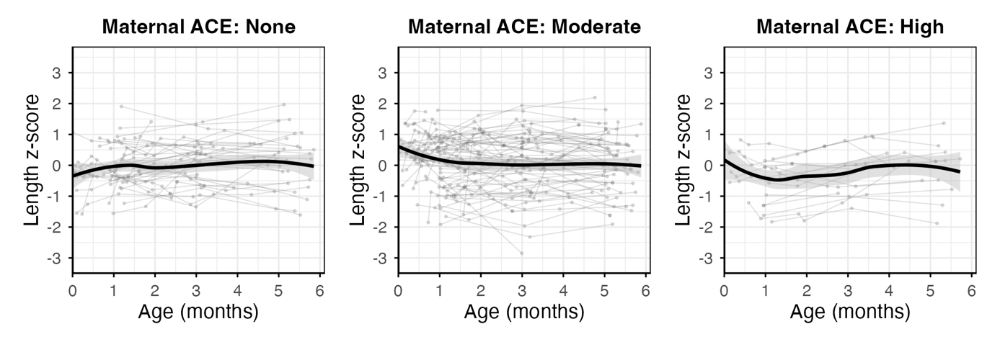 Maternal ACE: None
Length z-score
3
2
1
0
-1
-2
-3
0 1 2 3 4 5 6
Age (months)
Maternal ACE: Moderate
Length z-score
3
2
1
0
-1
-2
-3
0 1 2 3 4 5 6
Age (months)
Maternal ACE: High
Length z-score
3
2
1
0
-1
-2
-3
0 1 2 3 4 5 6
Age (months)